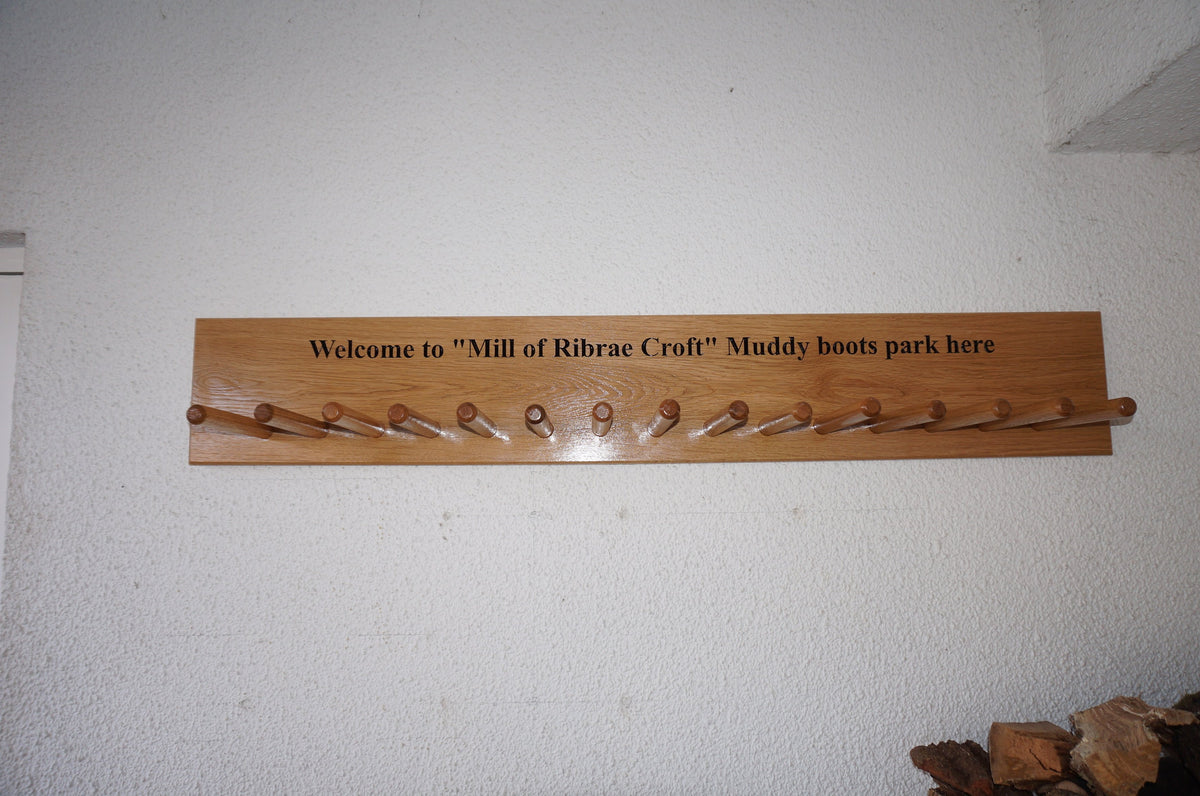 Welcome to "Mill of Ribrae Croft" Muddy boots park here